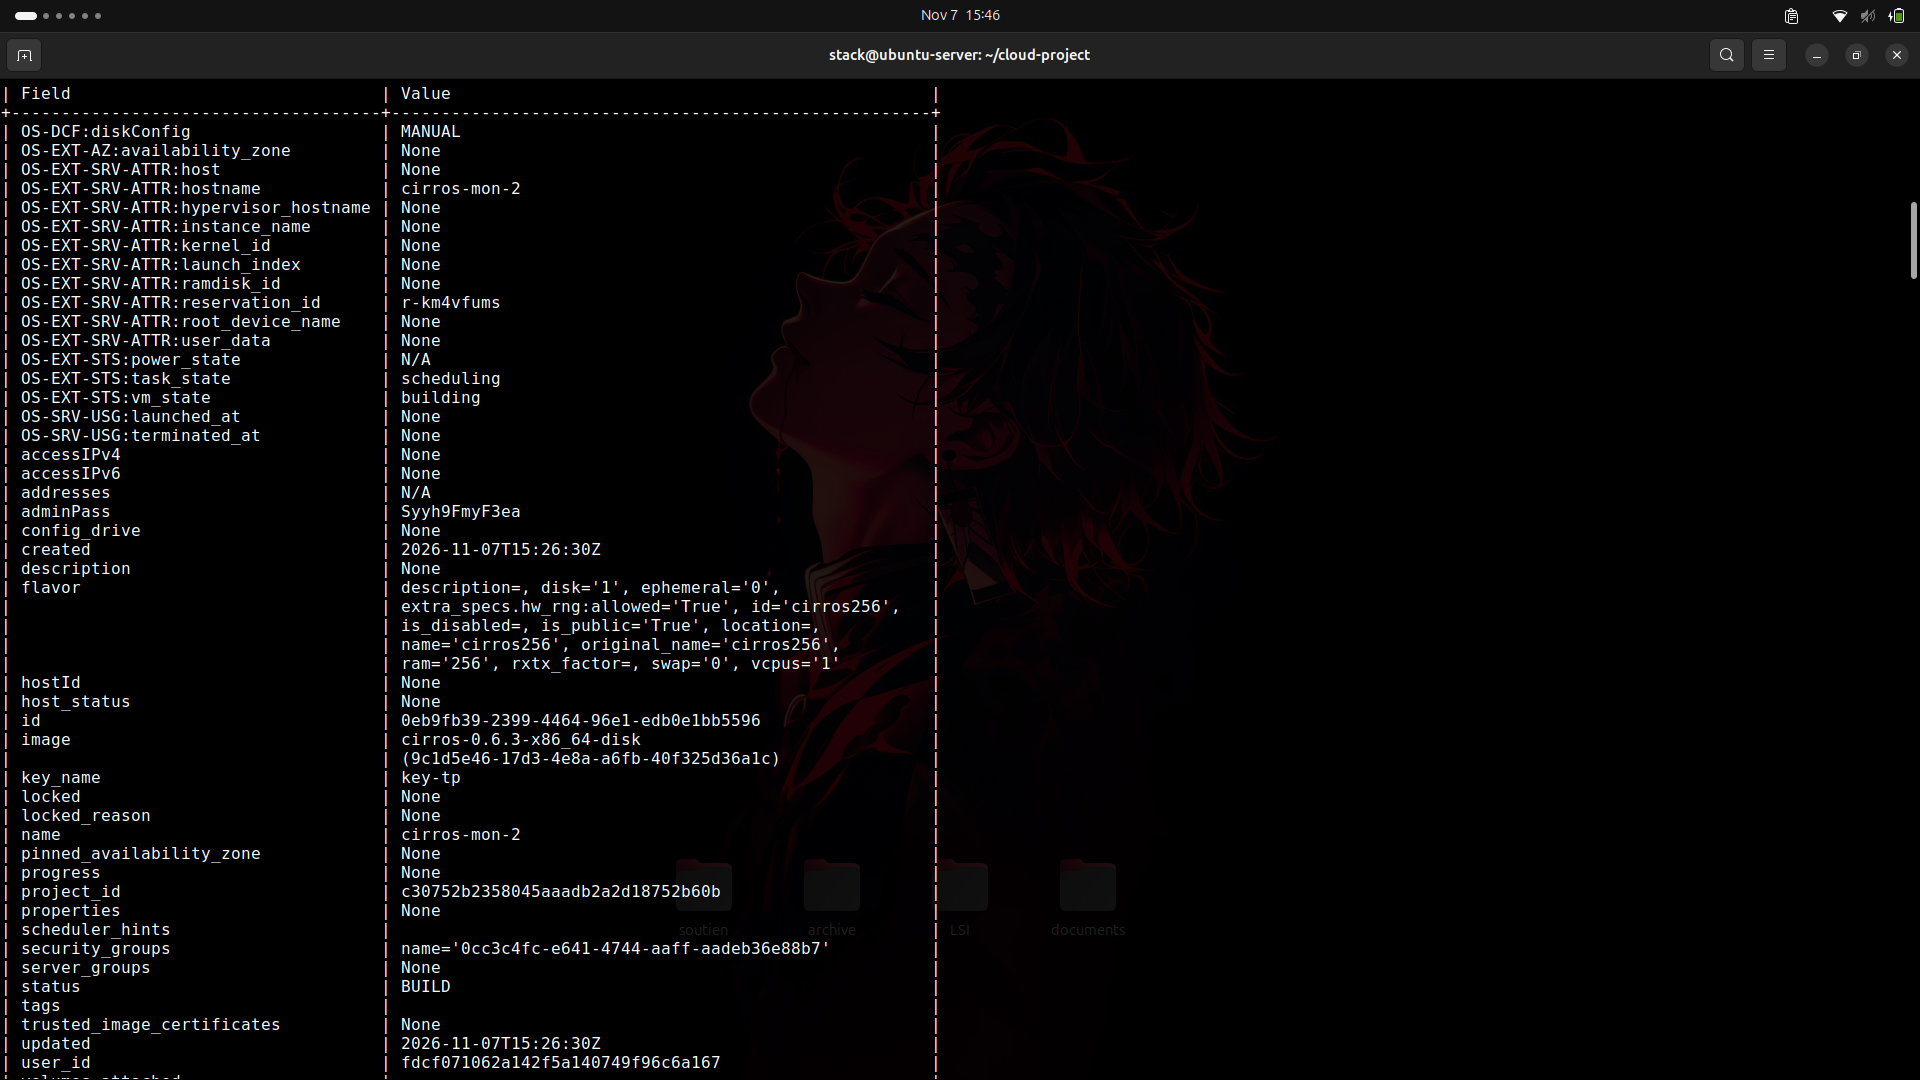 Nov 7 15:46
stack@ubuntu-server: ~/cloud-project
| Field | Value |
+-------------------------------------+------------------------------------------------------+
| OS-DCF:diskConfig | MANUAL |
| OS-EXT-AZ:availability_zone | None |
| OS-EXT-SRV-ATTR:host | None |
| OS-EXT-SRV-ATTR:hostname | cirros-mon-2 |
| OS-EXT-SRV-ATTR:hypervisor_hostname | None |
| OS-EXT-SRV-ATTR:instance_name | None |
| OS-EXT-SRV-ATTR:kernel_id | None |
| OS-EXT-SRV-ATTR:launch_index | None |
| OS-EXT-SRV-ATTR:ramdisk_id | None |
| OS-EXT-SRV-ATTR:reservation_id | r-km4vfums |
| OS-EXT-SRV-ATTR:root_device_name | None |
| OS-EXT-SRV-ATTR:user_data | None |
| OS-EXT-STS:power_state | N/A |
| OS-EXT-STS:task_state | scheduling |
| OS-EXT-STS:vm_state | building |
| OS-SRV-USG:launched_at | None |
| OS-SRV-USG:terminated_at | None |
| accessIPv4 | None |
| accessIPv6 | None |
| addresses | N/A |
| adminPass | Syyh9FmyF3ea |
| config_drive | None |
| created | 2026-11-07T15:26:30Z |
| description | None |
| flavor | description=, disk='1', ephemeral='0', |
| | extra_specs.hw_rng:allowed='True', id='cirros256', |
| | is_disabled=, is_public='True', location=, |
| | name='cirros256', original_name='cirros256', |
| | ram='256', rxtx_factor=, swap='0', vcpus='1' |
| hostId | None |
| host_status | None |
| id | 0eb9fb39-2399-4464-96e1-edb0e1bb5596 |
| image | cirros-0.6.3-x86_64-disk |
| | (9c1d5e46-17d3-4e8a-a6fb-40f325d36a1c) |
| key_name | key-tp |
| locked | None |
| locked_reason | None |
| name | cirros-mon-2 |
| pinned_availability_zone | None |
| progress | None |
| project_id | c30752b2358045aaadb2a2d18752b60b |
| properties | None |
| scheduler_hints | |
| security_groups | name='0cc3c4fc-e641-4744-aaff-aadeb36e88b7' |
| server_groups | None |
| status | BUILD |
| tags | |
| trusted_image_certificates | None |
| updated | 2026-11-07T15:26:30Z |
| user_id | fdcf071062a142f5a140749f96c6a167 |
soutien
archive
LSI
documents